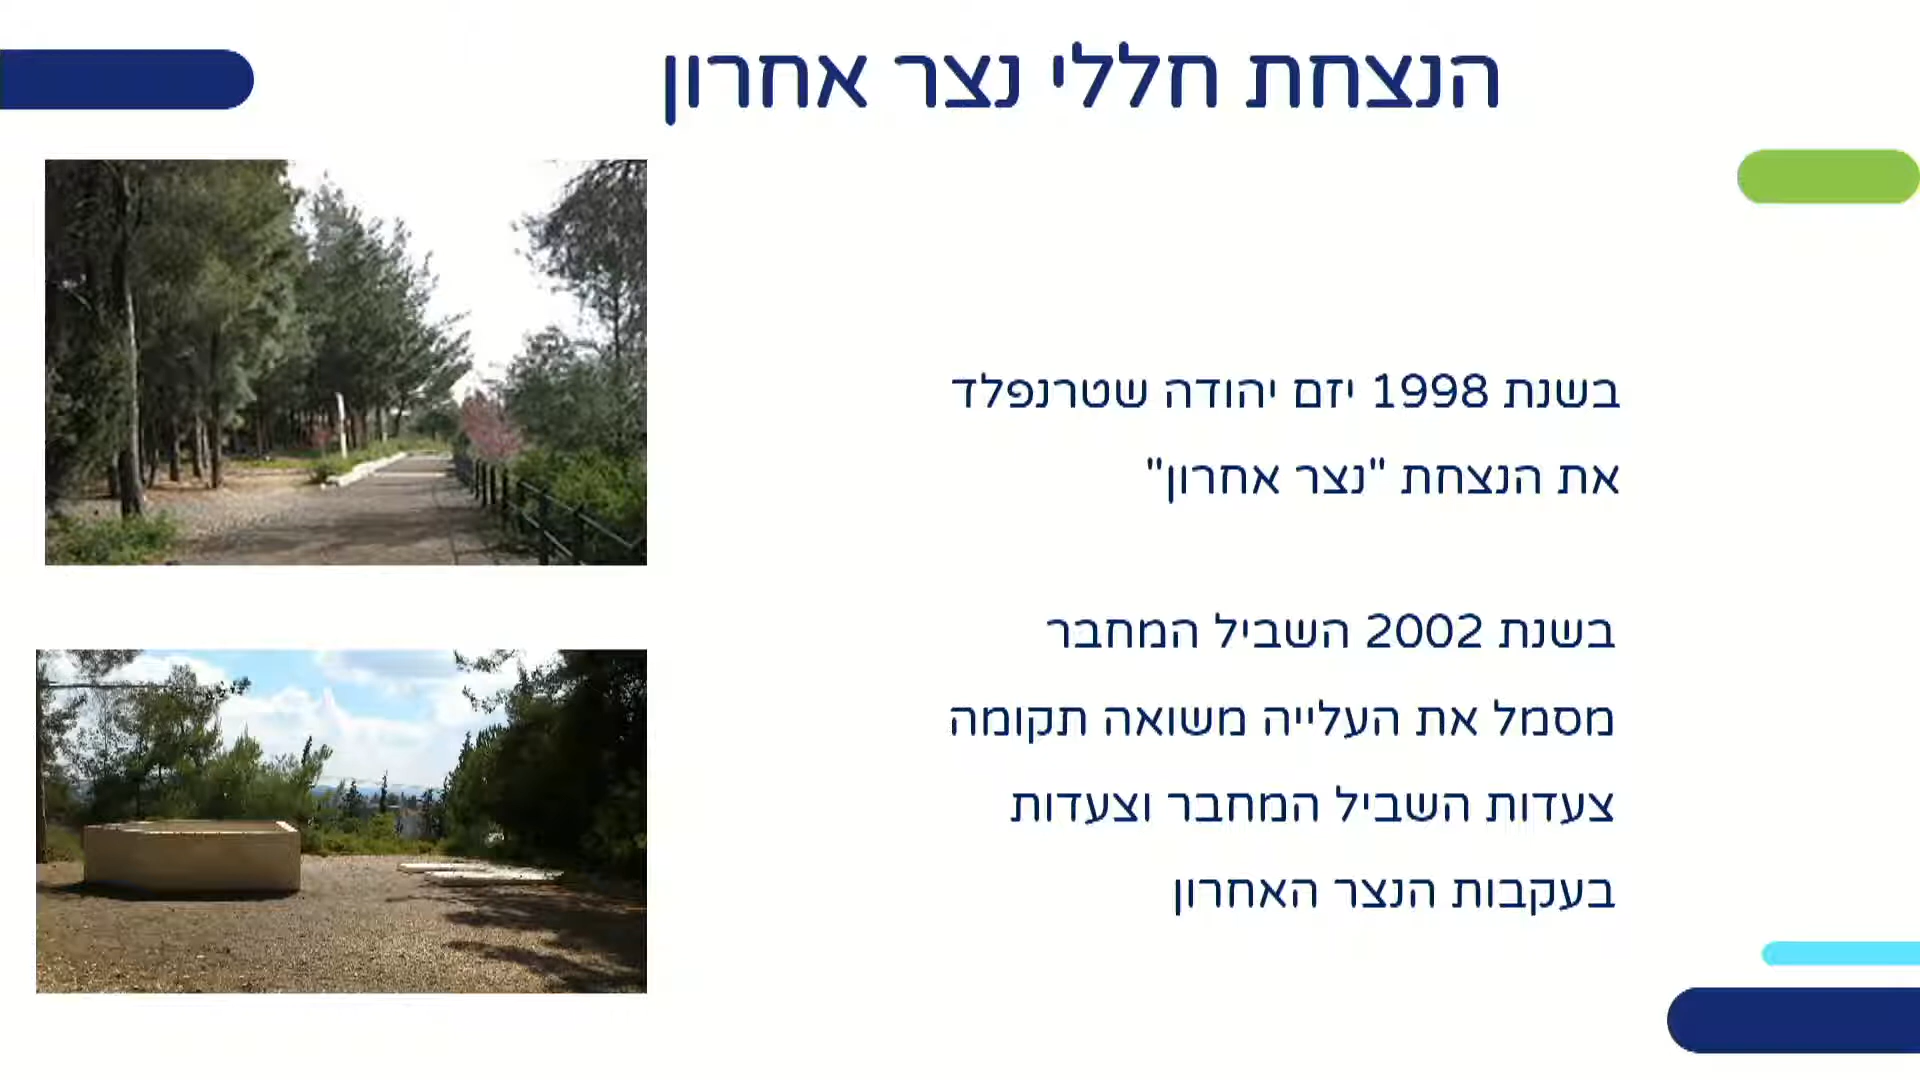 הנצחת חללי נצר אחרון
בשנת 1998 יזם יהודה שטרנפלד
את הנצחת "נצר אחרון"
בשנת 2002 השביל המחבר
מסמל את העלייה משואה תקומה
צעדות השביל המחבר וצעדות
בעקבות הנצר האחרון